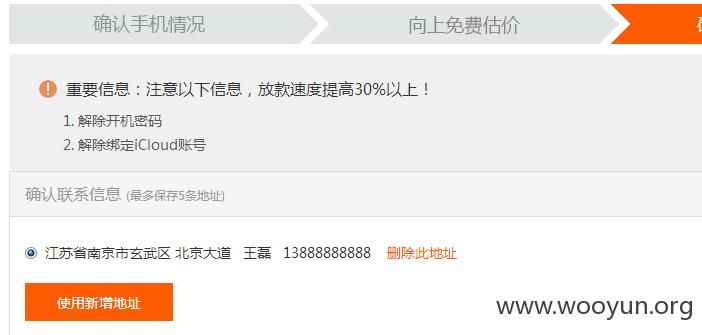 确认手机情况
向上免费估价
重要信息：注意以下信息，放款速度提高30%以上！
1. 解除开机密码
2. 解除绑定iCloud账号
确认联系信息 (最多保存5条地址)
江苏省南京市玄武区 北京大道 王磊 13888888888 删除此地址
使用新增地址
www.wooyun.org